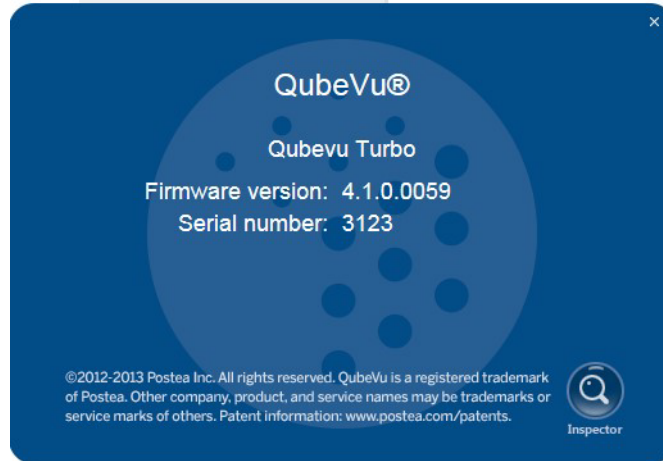 ×
QubeVu®
Qubevu Turbo
Firmware version: 4.1.0.0059
Serial number: 3123
©2012-2013 Postea Inc. All rights reserved. QubeVu is a registered trademark
of Postea. Other company, product, and service names may be trademarks or
service marks of others. Patent information: www.postea.com/patents.
Inspector